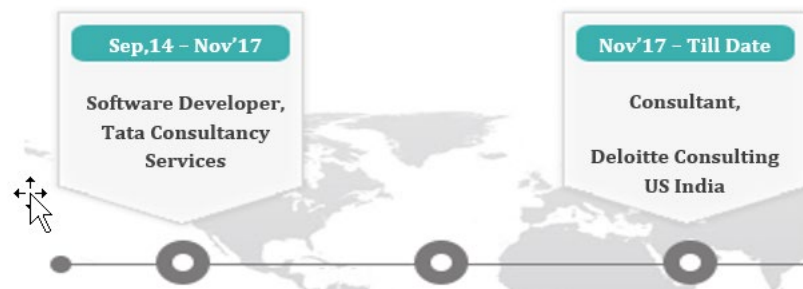 Sep,14 – Nov'17
Software Developer,
Tata Consultancy
Services
Nov'17 – Till Date
Consultant,
Deloitte Consulting
US India